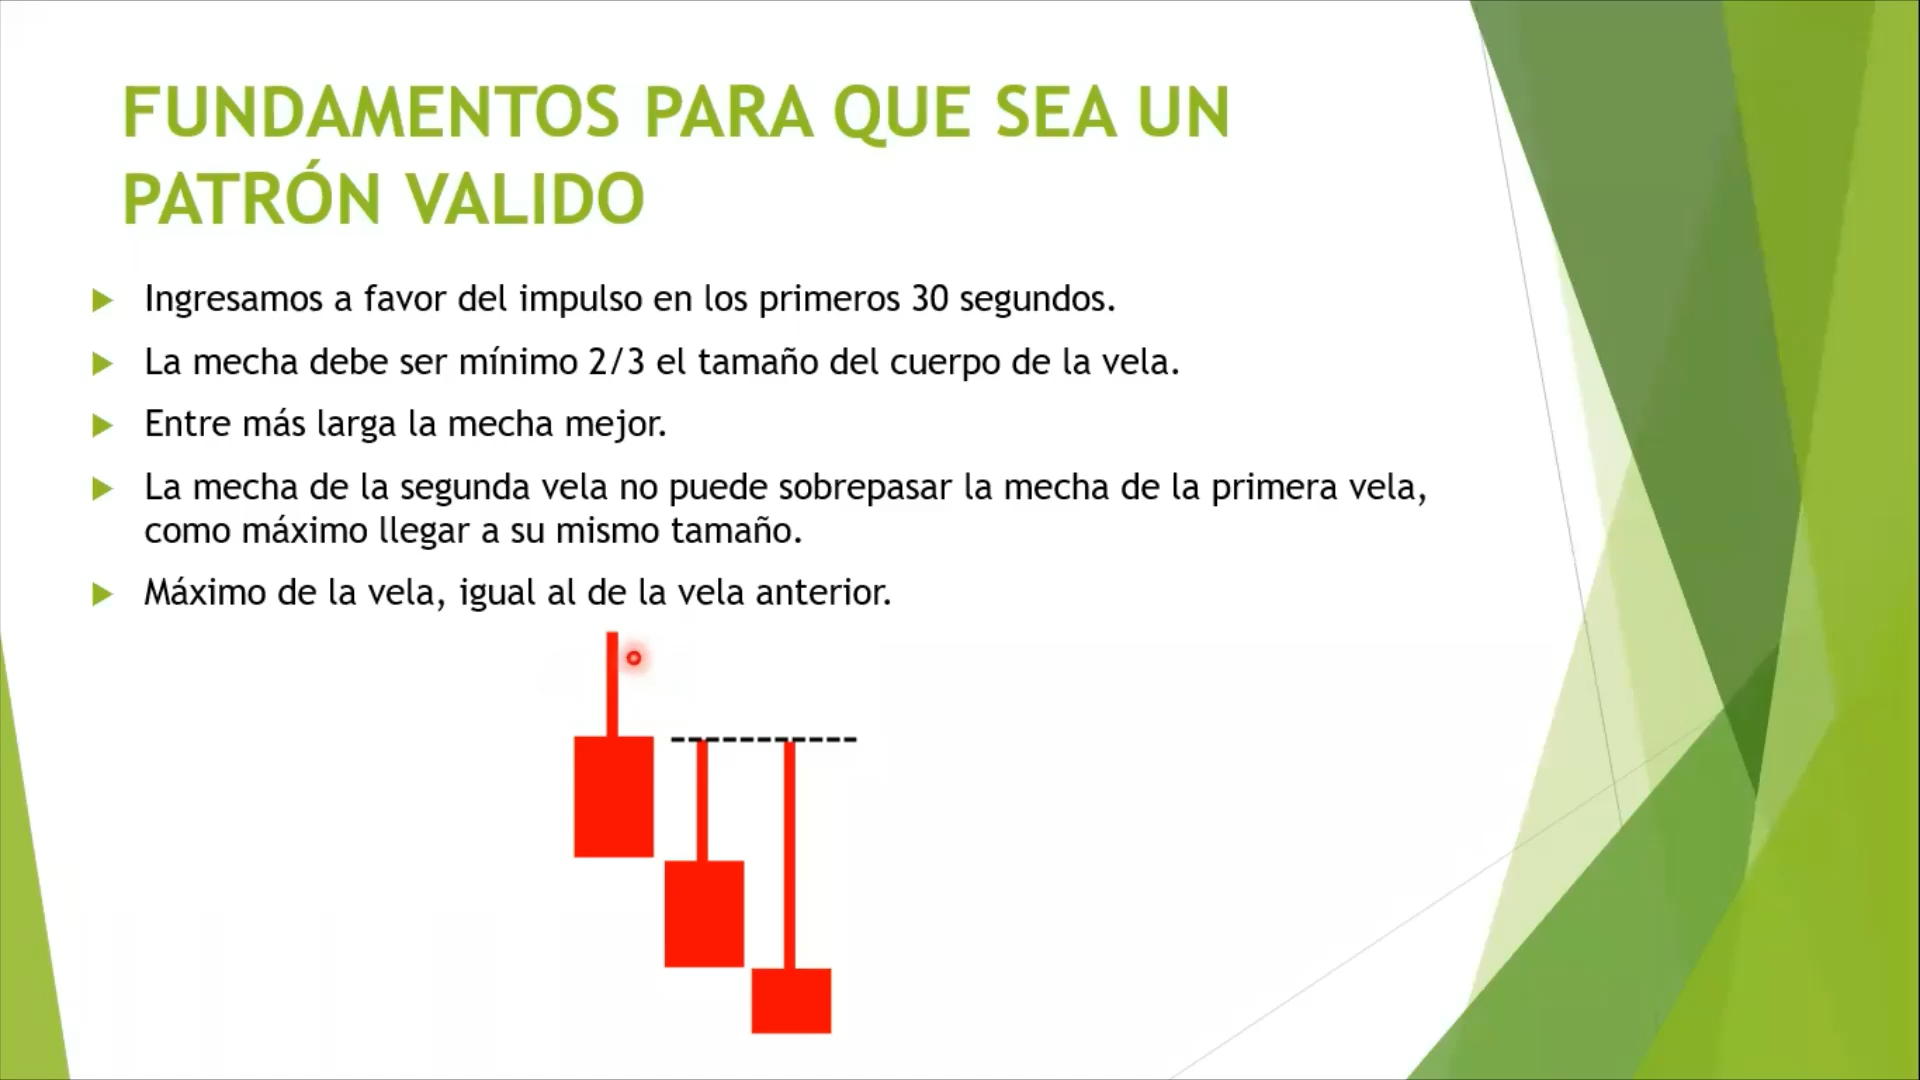 FUNDAMENTOS PARA QUE SEA UN
PATRÓN VALIDO
Ingresamos a favor del impulso en los primeros 30 segundos.
La mecha debe ser mínimo 2/3 el tamaño del cuerpo de la vela.
Entre más larga la mecha mejor.
La mecha de la segunda vela no puede sobrepasar la mecha de la primera vela,
como máximo llegar a su mismo tamaño.
Máximo de la vela, igual al de la vela anterior.